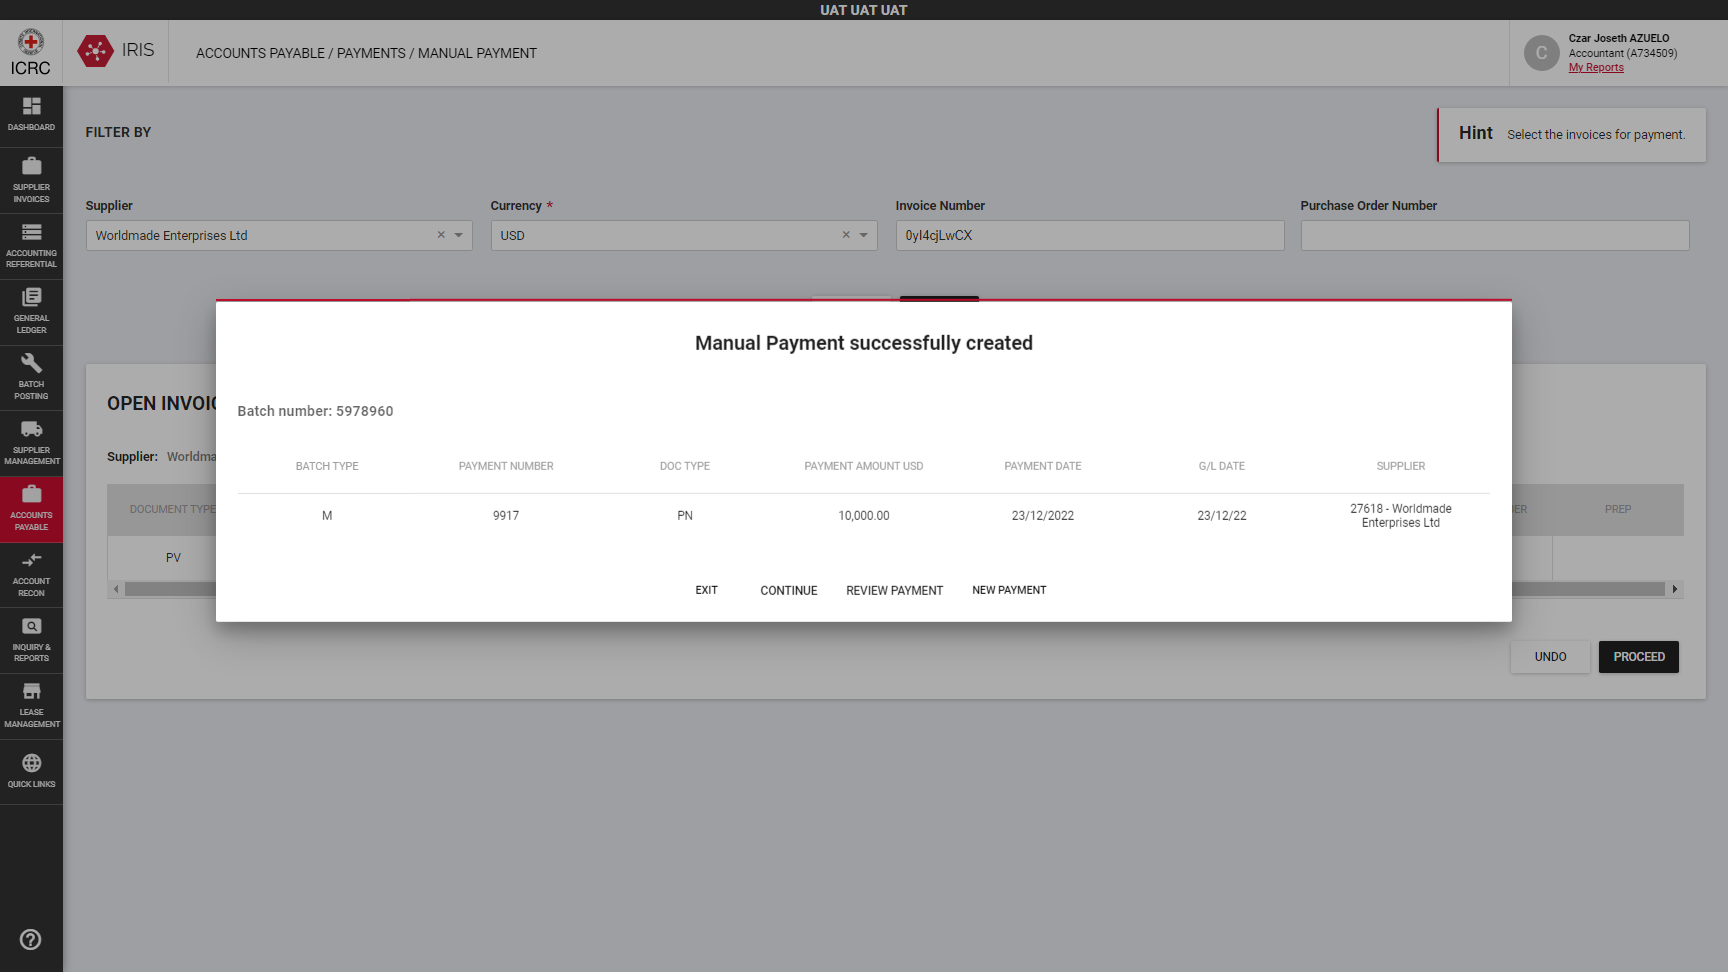 UAT UAT UAT
ICRC
IRIS
ACCOUNTS PAYABLE / PAYMENTS / MANUAL PAYMENT
C
Czar Joseth AZUELO
Accountant (A734509)
My Reports
DASHBOARD
SUPPLIER
INVOICES
ACCOUNTING
REFERENTIAL
GENERAL
LEDGER
BATCH
POSTING
SUPPLIER
MANAGEMENT
ACCOUNTS
PAYABLE
ACCOUNT
RECON
INQUIRY &
REPORTS
LEASE
MANAGEMENT
QUICK LINKS
FILTER BY
Hint Select the invoices for payment.
Supplier
Worldmade Enterprises Ltd
Currency *
USD
Invoice Number
0yI4cjLwCX
Purchase Order Number
Manual Payment successfully created
Batch number: 5978960
BATCH TYPE PAYMENT NUMBER DOC TYPE PAYMENT AMOUNT USD PAYMENT DATE G/L DATE SUPPLIER
M 9917 PN 10,000.00 23/12/2022 23/12/22 27618 - Worldmade
Enterprises Ltd
EXIT CONTINUE REVIEW PAYMENT NEW PAYMENT
OPEN INVOIC
Supplier: Worldma
DOCUMENT TYPE PREP
PV
UNDO PROCEED